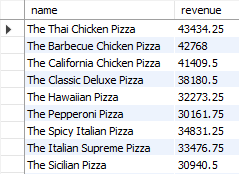 name revenue
The Thai Chicken Pizza 43434.25
The Barbecue Chicken Pizza 42768
The California Chicken Pizza 41409.5
The Classic Deluxe Pizza 38180.5
The Hawaiian Pizza 32273.25
The Pepperoni Pizza 30161.75
The Spicy Italian Pizza 34831.25
The Italian Supreme Pizza 33476.75
The Sicilian Pizza 30940.5